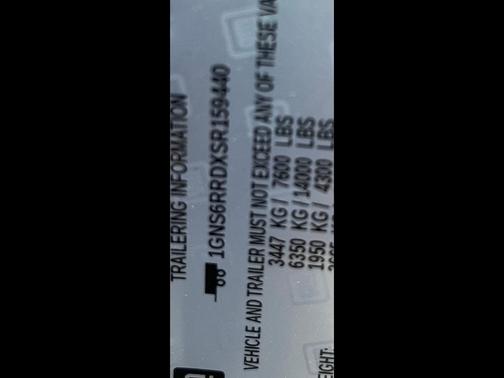 TRAILERING INFORMATION
1GNS6RRDXSR159440
VEHICLE AND TRAILER MUST NOT EXCEED ANY OF THESE VA
3447 KG/ 7600 LBS
6350 KG/14000 LBS
1950 KG/ 4300 LBS
EIGHT: